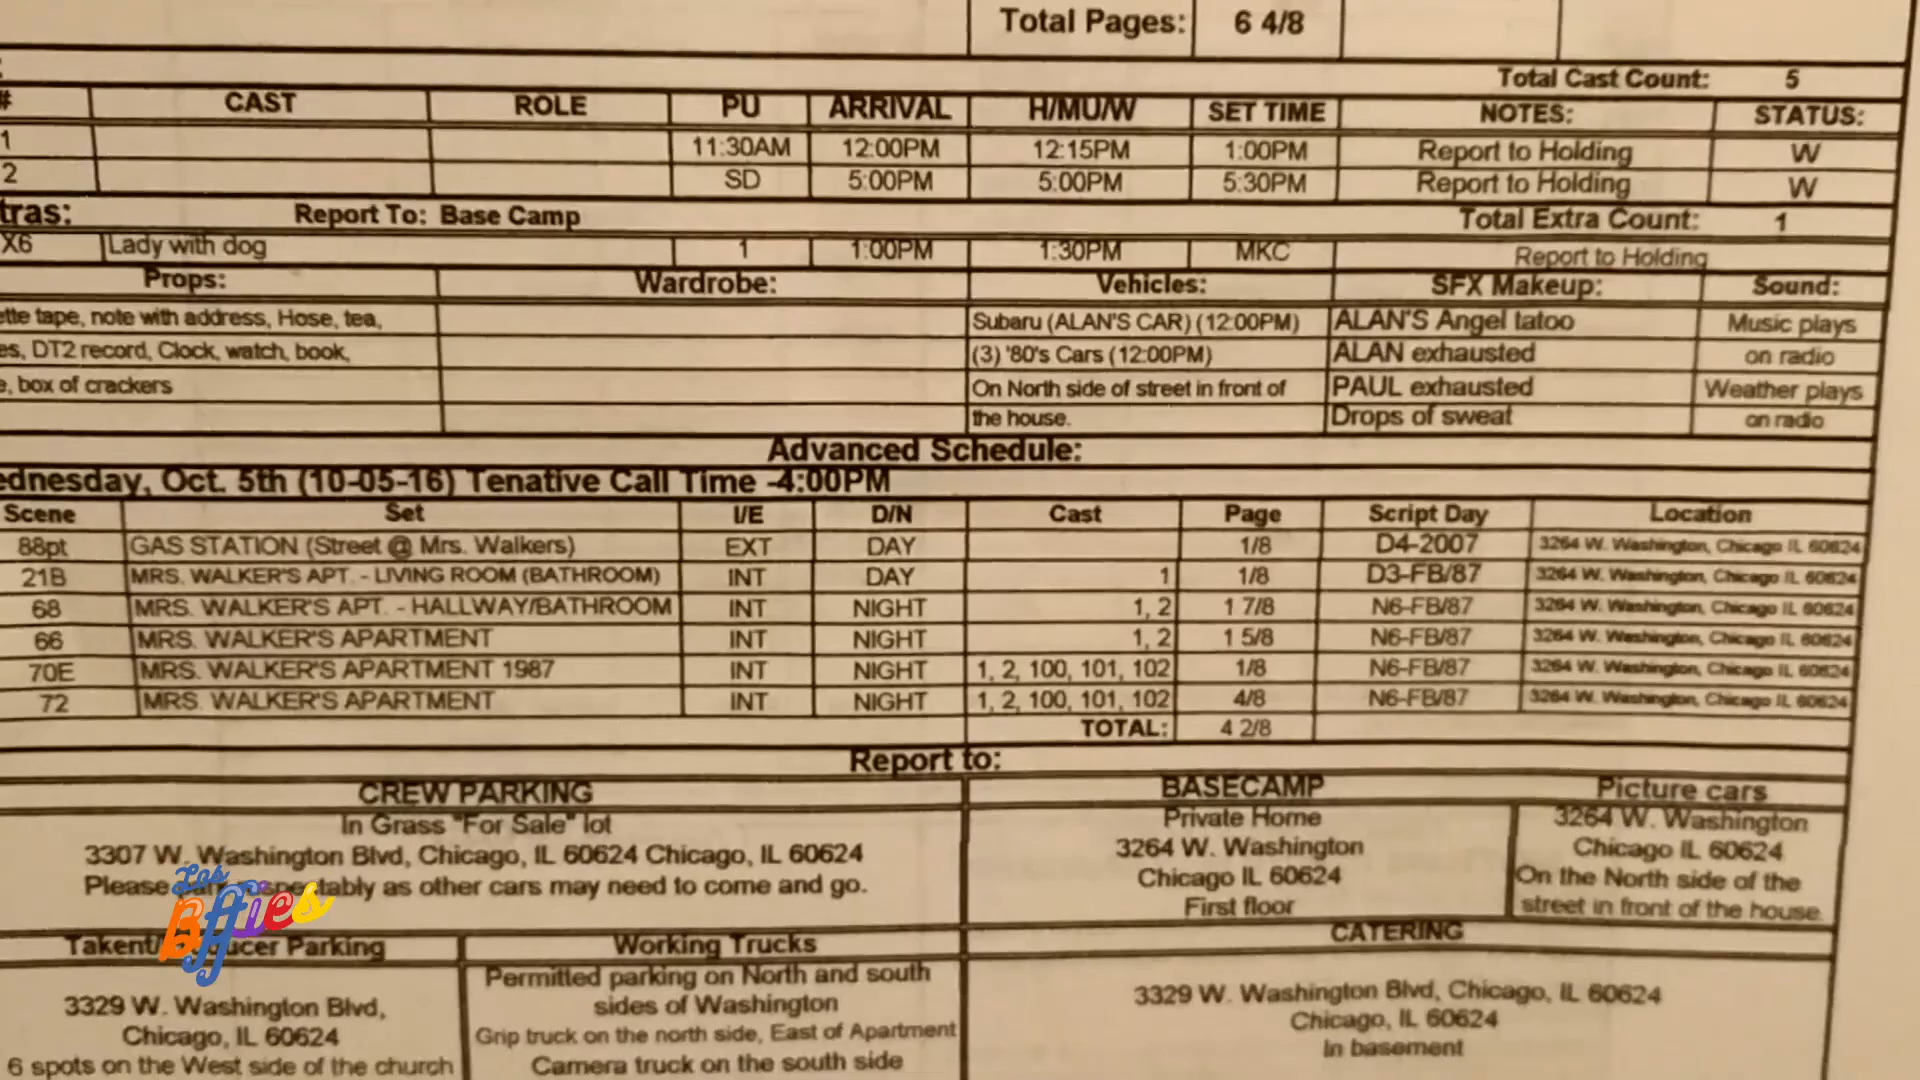 Total Pages: 6 4/8
Total Cast Count: 5
# CAST ROLE PU ARRIVAL H/MU/W SET TIME NOTES: STATUS:
1 11:30AM 12:00PM 12:15PM 1:00PM Report to Holding W
2 SD 5:00PM 5:00PM 5:30PM Report to Holding W
tras: Report To: Base Camp Total Extra Count: 1
X6 Lady with dog 1 1:00PM 1:30PM MKC Report to Holding
Props: Wardrobe: Vehicles: SFX Makeup: Sound:
ette tape, note with address, Hose, tea, Subaru (ALAN'S CAR) (12:00PM) ALAN'S Angel tatoo Music plays
es, DT2 record, Clock, watch, book, (3) '80's Cars (12:00PM) ALAN exhausted on radio
e, box of crackers On North side of street in front of PAUL exhausted Weather plays
the house. Drops of sweat on radio
Advanced Schedule:
ednesday, Oct. 5th (10-05-16) Tenative Call Time -4:00PM
Scene Set I/E D/N Cast Page Script Day Location
88pt GAS STATION (Street @ Mrs. Walkers) EXT DAY 1/8 D4-2007 3264 W. Washington, Chicago IL 60624
21B MRS. WALKER'S APT. - LIVING ROOM (BATHROOM) INT DAY 1 1/8 D3-FB/87 3264 W. Washington, Chicago IL 60624
68 MRS. WALKER'S APT. - HALLWAY/BATHROOM INT NIGHT 1, 2 1 7/8 N6-FB/87 3264 W. Washington, Chicago IL 60624
66 MRS. WALKER'S APARTMENT INT NIGHT 1, 2 1 5/8 N6-FB/87 3264 W. Washington, Chicago IL 60624
70E MRS. WALKER'S APARTMENT 1987 INT NIGHT 1, 2, 100, 101, 102 1/8 N6-FB/87 3264 W. Washington, Chicago IL 60624
72 MRS. WALKER'S APARTMENT INT NIGHT 1, 2, 100, 101, 102 4/8 N6-FB/87 3264 W. Washington, Chicago IL 60624
TOTAL: 4 2/8
Report to:
CREW PARKING
In Grass "For Sale" lot
3307 W. Washington Blvd, Chicago, IL 60624 Chicago, IL 60624
Please as other cars may need to come and go.
BASECAMP
Private Home
3264 W. Washington
Chicago IL 60624
First floor
Picture cars
3264 W. Washington
Chicago IL 60624
On the North side of the
street in front of the house.
Parking
3329 W. Washington Blvd,
Chicago, IL 60624
6 spots on the West side of the church
Working Trucks
Permitted parking on North and south
sides of Washington
Grip truck on the north side, East of Apartment
Camera truck on the south side
CATERING
3329 W. Washington Blvd, Chicago, IL 60624
Chicago, IL 60624
In basement
Los